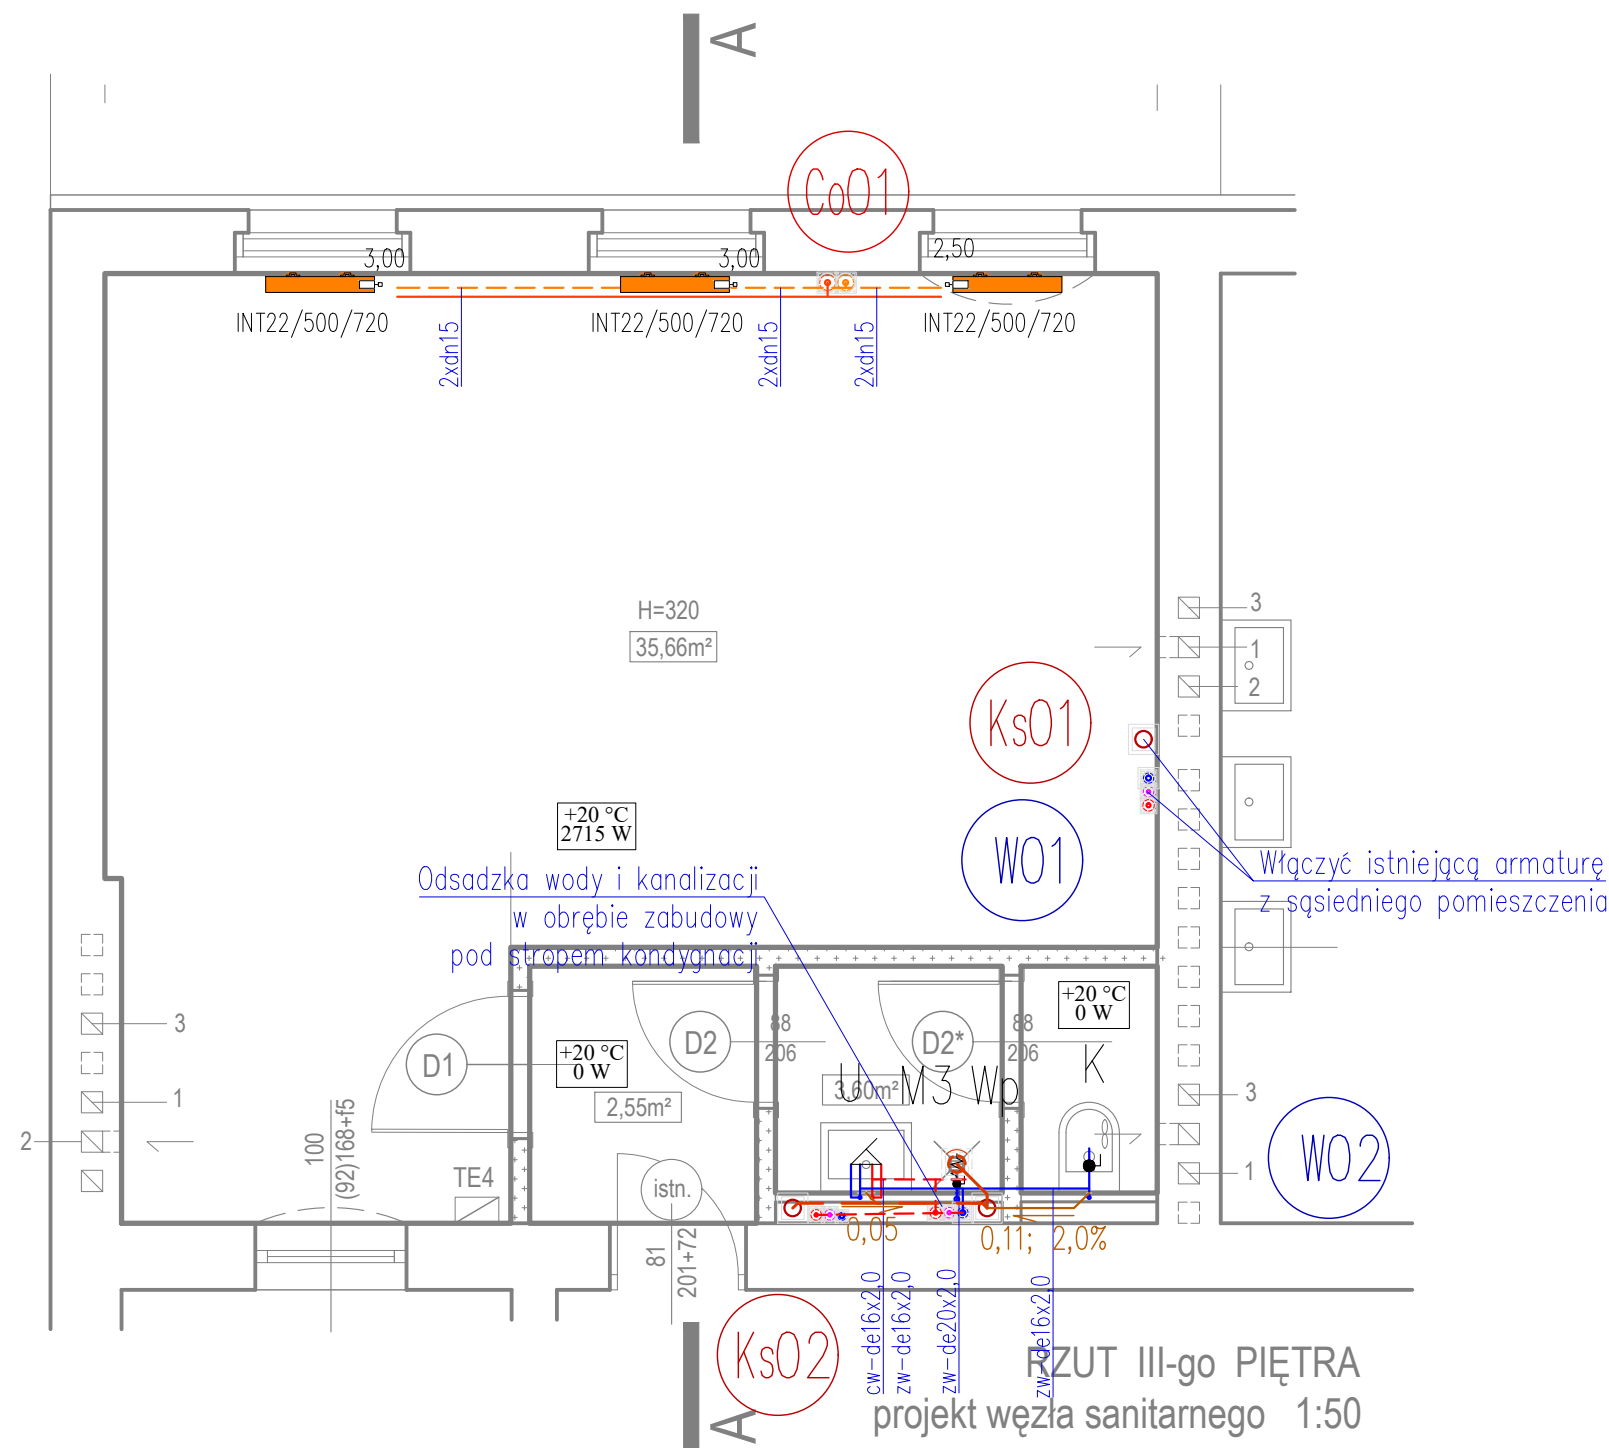 A
Co01
3,00
3,00
2,50
INT22/500/720
INT22/500/720
INT22/500/720
2xdn15
2xdn15
2xdn15
H=320
35,66m²
3
1
2
Ks01
W01
+20 °C
2715 W
Odsadzka wody i kanalizacji
w obrębie zabudowy
pod stropem kondygnacji
Włączyć istniejącą armaturę
z sąsiedniego pomieszczenia
3
1
2
D1
+20 °C
0 W
2,55m²
D2
88
206
D2*
88
206
+20 °C
0 W
K
U
M3
Wp
3,60m²
3
1
W02
100
(92)168+f5
TE4
istn.
81
201+72
0,05
0,11; 2,0%
cw-de16x2,0
zw-de16x2,0
zw-de20x2,0
zw-de16x2,0
Ks02
A
RZUT III-go PIĘTRA
projekt węzła sanitarnego 1:50